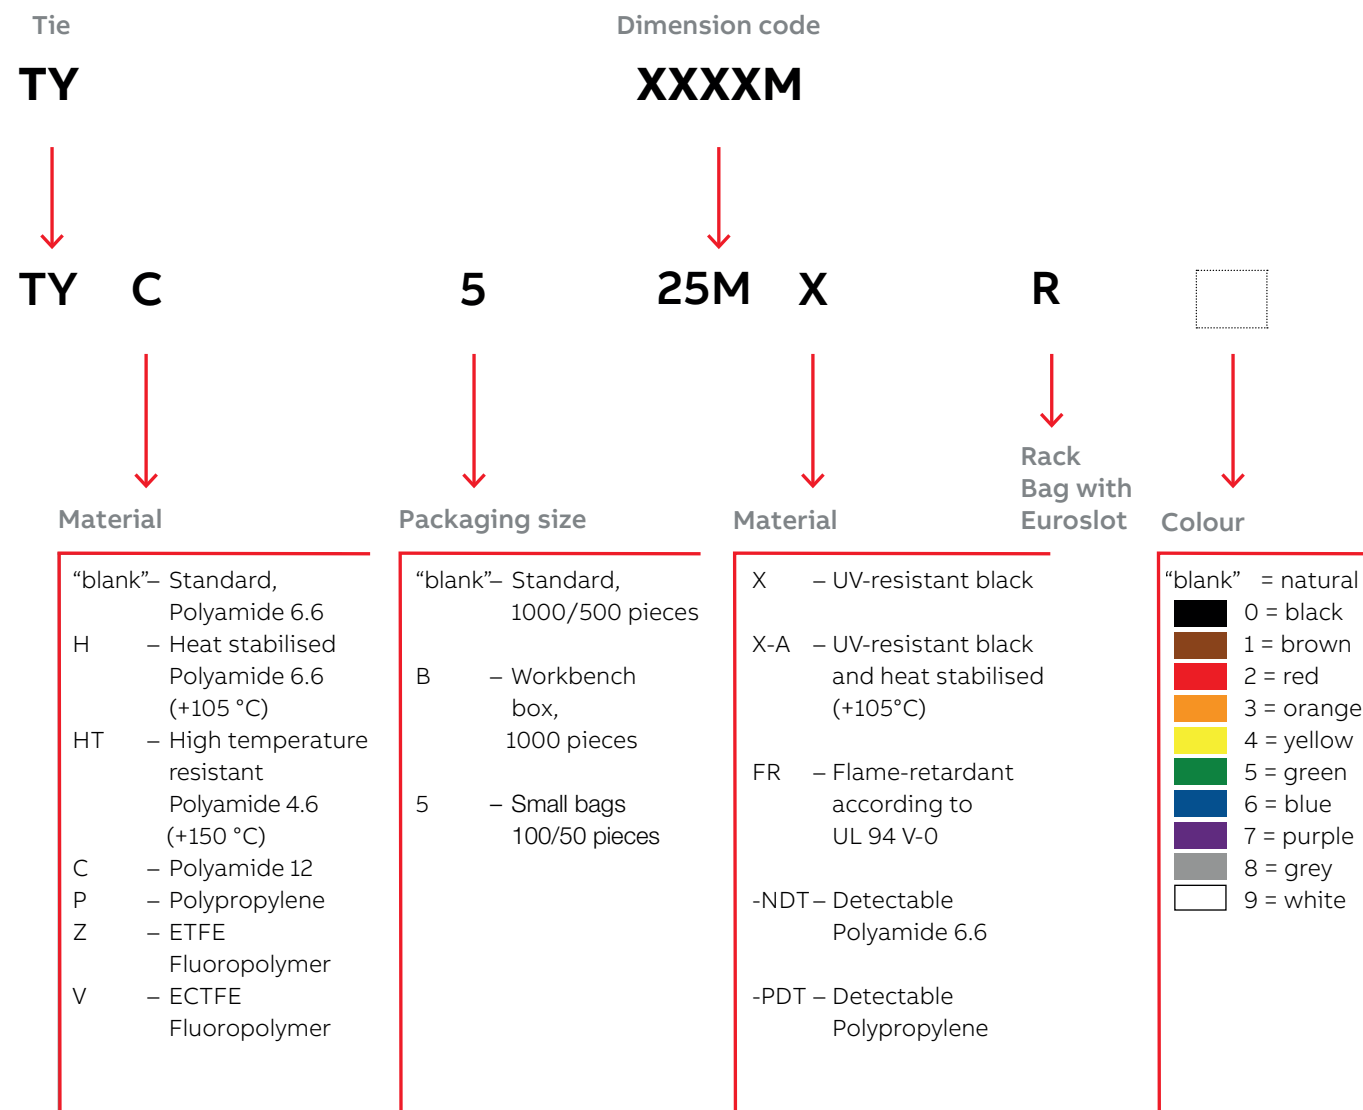 Tie
Dimension code
TY
XXXXM
TY C 5 25M X R
Rack
Bag with
Euroslot
Material
"blank"– Standard,
Polyamide 6.6
H – Heat stabilised
Polyamide 6.6
(+105 °C)
HT – High temperature
resistant
Polyamide 4.6
(+150 °C)
C – Polyamide 12
P – Polypropylene
Z – ETFE
Fluoropolymer
V – ECTFE
Fluoropolymer
Packaging size
"blank"– Standard,
1000/500 pieces
B – Workbench
box,
1000 pieces
5 – Small bags
100/50 pieces
Material
X – UV-resistant black
X-A – UV-resistant black
and heat stabilised
(+105°C)
FR – Flame-retardant
according to
UL 94 V-0
-NDT – Detectable
Polyamide 6.6
-PDT – Detectable
Polypropylene
Colour
"blank" = natural
0 = black
1 = brown
2 = red
3 = orange
4 = yellow
5 = green
6 = blue
7 = purple
8 = grey
9 = white